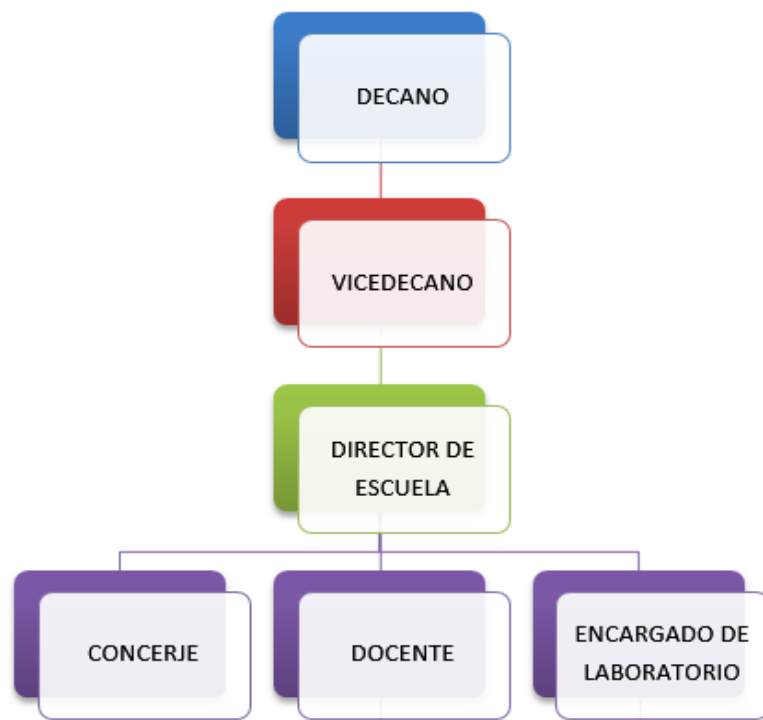 DECANO
VICEDECANO
DIRECTOR DE
ESCUELA
CONCERJE
DOCENTE
ENCARGADO DE
LABORATORIO